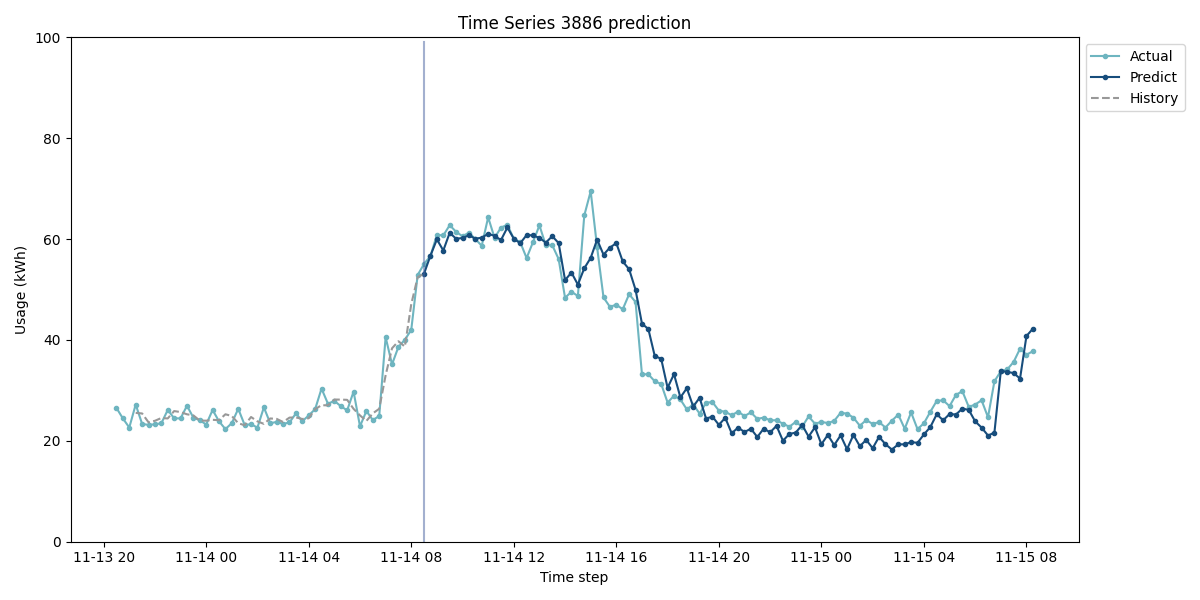 Time Series 3886 prediction
100
80
60
40
20
0
Usage (kWh)
11-13 20
11-14 00
11-14 04
11-14 08
11-14 12
11-14 16
11-14 20
11-15 00
11-15 04
11-15 08
Time step
Actual
Predict
History